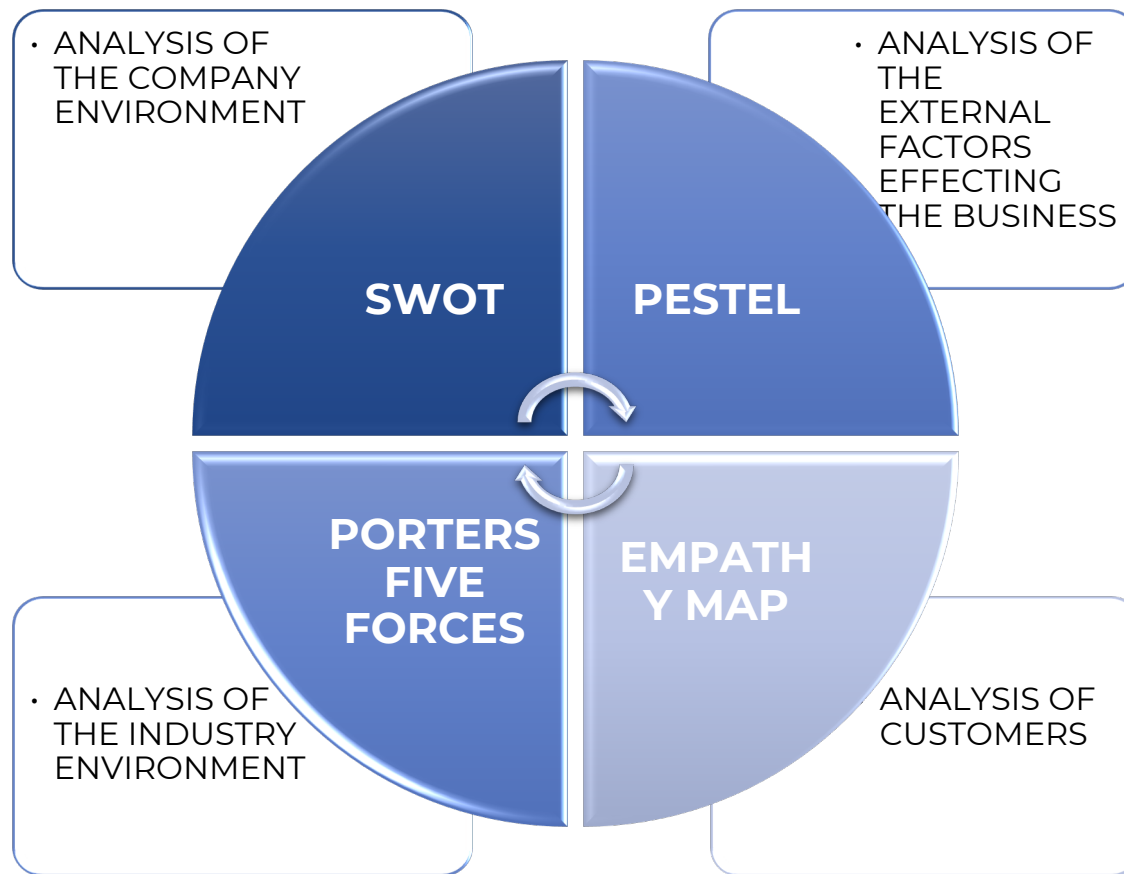 · ANALYSIS OF
THE COMPANY
ENVIRONMENT
· ANALYSIS OF
THE
EXTERNAL
FACTORS
EFFECTING
THE BUSINESS
SWOT
PESTEL
PORTERS
FIVE
FORCES
EMPATH
Y MAP
· ANALYSIS OF
THE INDUSTRY
ENVIRONMENT
· ANALYSIS OF
CUSTOMERS